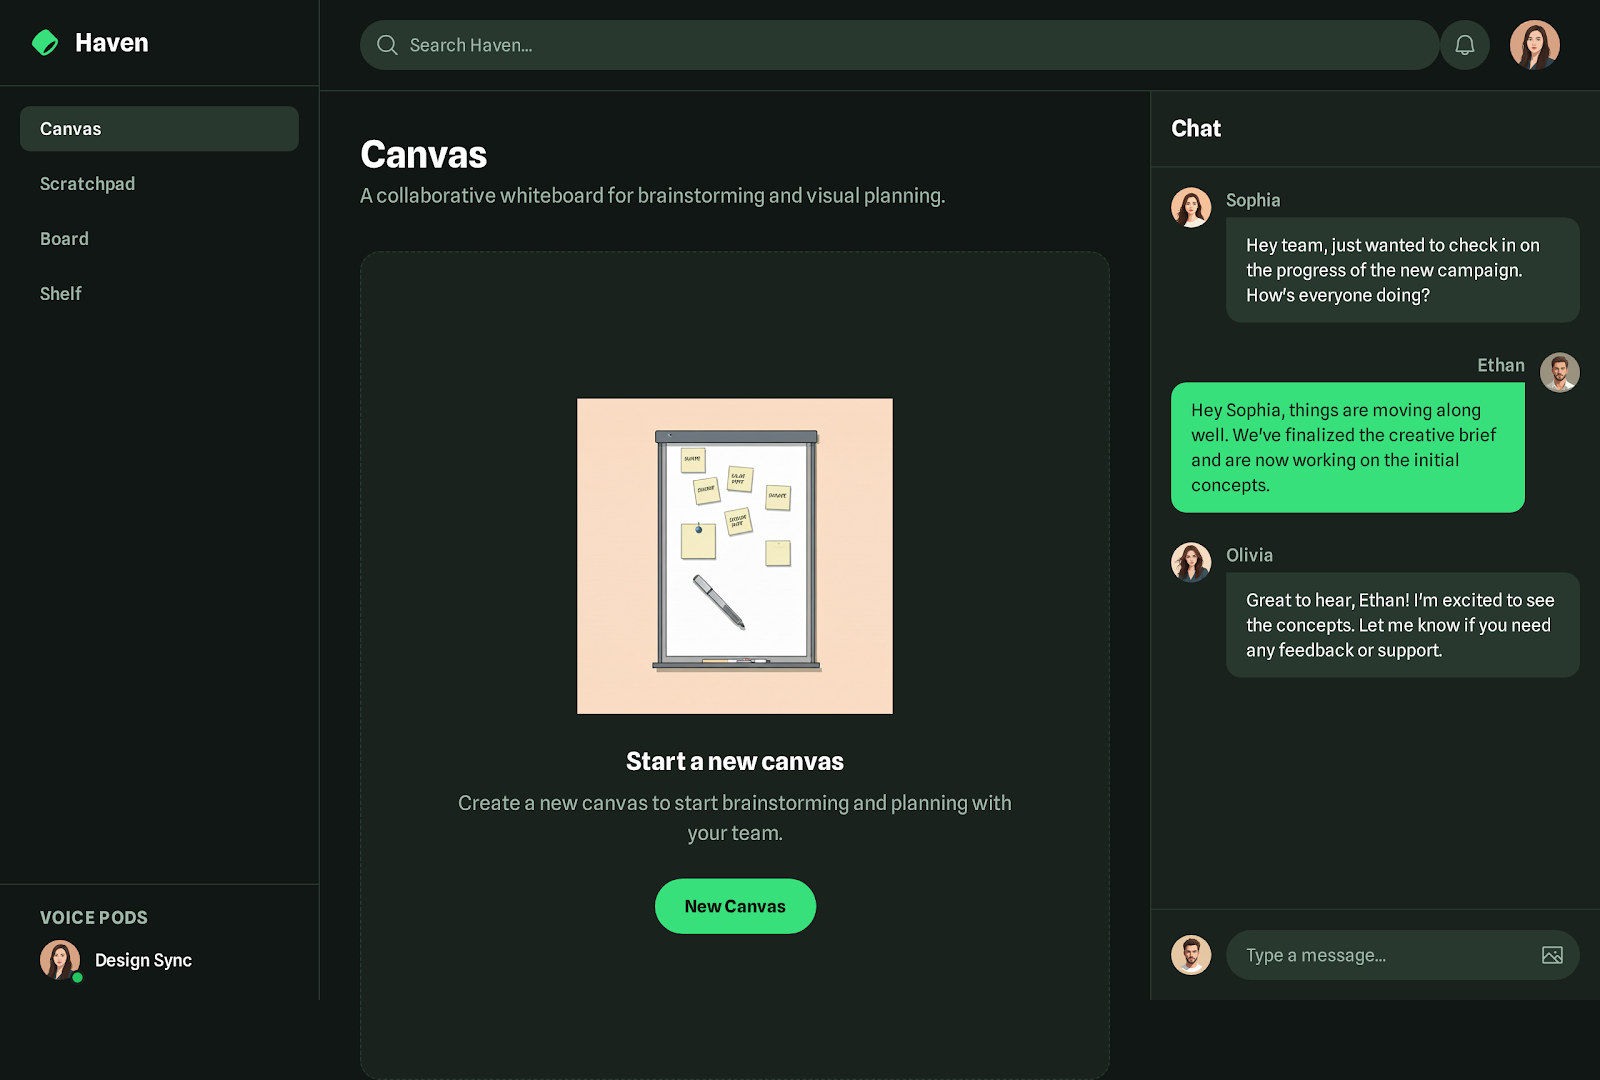 Haven
Search Haven...
Canvas
Scratchpad
Board
Shelf
VOICE PODS
Design Sync
Canvas
A collaborative whiteboard for brainstorming and visual planning.
Start a new canvas
Create a new canvas to start brainstorming and planning with
your team.
New Canvas
Chat
Sophia
Hey team, just wanted to check in on
the progress of the new campaign.
How's everyone doing?
Ethan
Hey Sophia, things are moving along
well. We've finalized the creative brief
and are now working on the initial
concepts.
Olivia
Great to hear, Ethan! I'm excited to see
the concepts. Let me know if you need
any feedback or support.
Type a message...